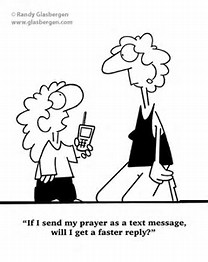 © Randy Glasbergen
www.glasbergen.com
“If I send my prayer as a text message,
will I get a faster reply?”